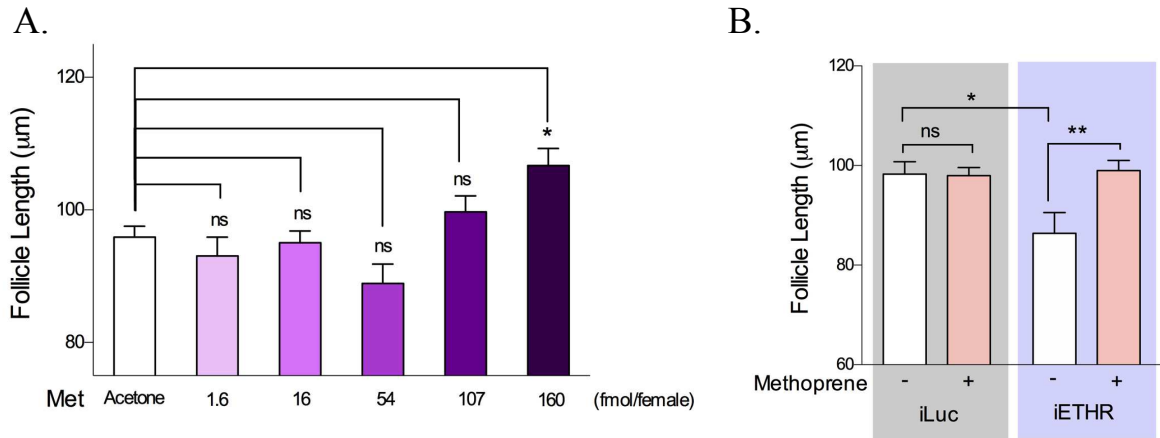 A.
Follicle Length (μm)
120
100
80
ns
ns
ns
ns
*
Met Acetone 1.6 16 54 107 160 (fmol/female)
B.
Follicle Length (μm)
120
100
80
60
*
ns
**
Methoprene - + - +
iLuc iETHR